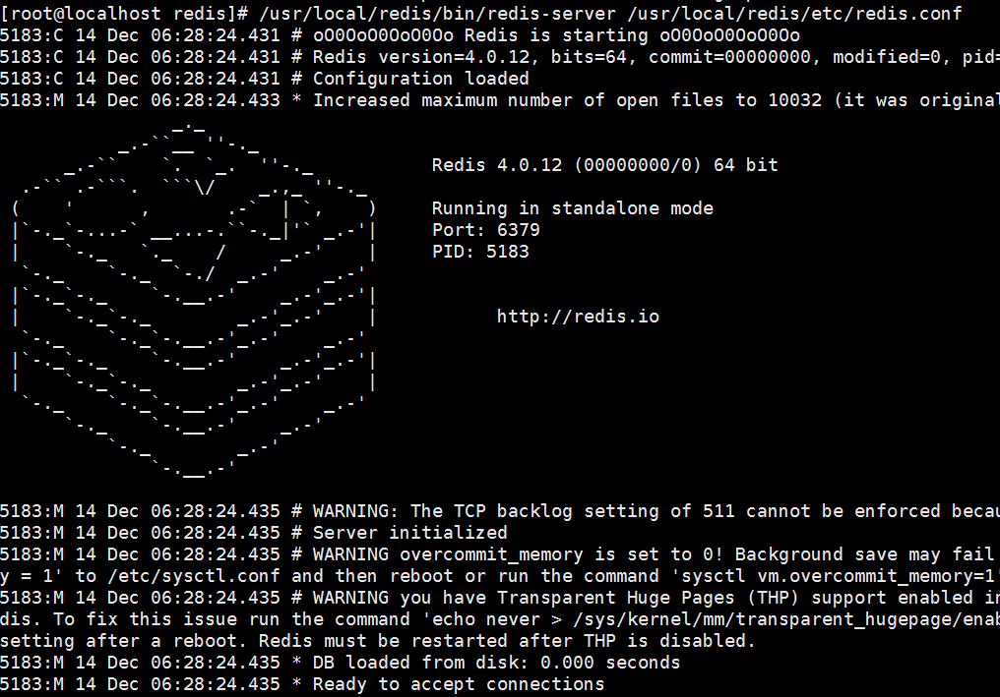 [root@localhost redis]# /usr/local/redis/bin/redis-server /usr/local/redis/etc/redis.conf
5183:C 14 Dec 06:28:24.431 # oO0OoO0OoO0Oo Redis is starting oO0OoO0OoO0Oo
5183:C 14 Dec 06:28:24.431 # Redis version=4.0.12, bits=64, commit=00000000, modified=0, pid=
5183:C 14 Dec 06:28:24.431 # Configuration loaded
5183:M 14 Dec 06:28:24.433 * Increased maximum number of open files to 10032 (it was original
Redis 4.0.12 (00000000/0) 64 bit
Running in standalone mode
Port: 6379
PID: 5183
http://redis.io
5183:M 14 Dec 06:28:24.435 # WARNING: The TCP backlog setting of 511 cannot be enforced becau
5183:M 14 Dec 06:28:24.435 # Server initialized
5183:M 14 Dec 06:28:24.435 # WARNING overcommit_memory is set to 0! Background save may fail
y = 1' to /etc/sysctl.conf and then reboot or run the command 'sysctl vm.overcommit_memory=1'
5183:M 14 Dec 06:28:24.435 # WARNING you have Transparent Huge Pages (THP) support enabled in
dis. To fix this issue run the command 'echo never > /sys/kernel/mm/transparent_hugepage/enab
setting after a reboot. Redis must be restarted after THP is disabled.
5183:M 14 Dec 06:28:24.435 * DB loaded from disk: 0.000 seconds
5183:M 14 Dec 06:28:24.435 * Ready to accept connections